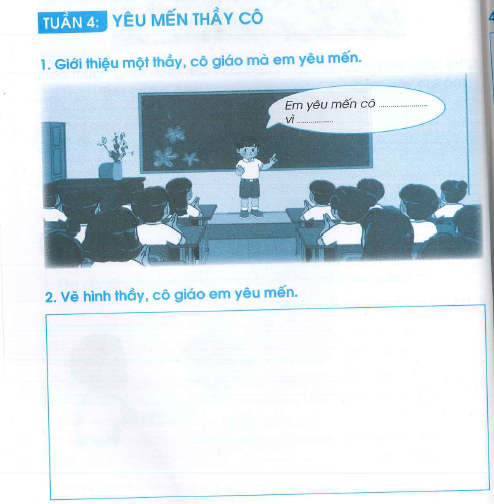 TUẦN 4: YÊU MẾN THẦY CÔ
1. Giới thiệu một thầy, cô giáo mà em yêu mến.
Em yêu mến cô ......................
vì ................
2. Vẽ hình thầy, cô giáo em yêu mến.